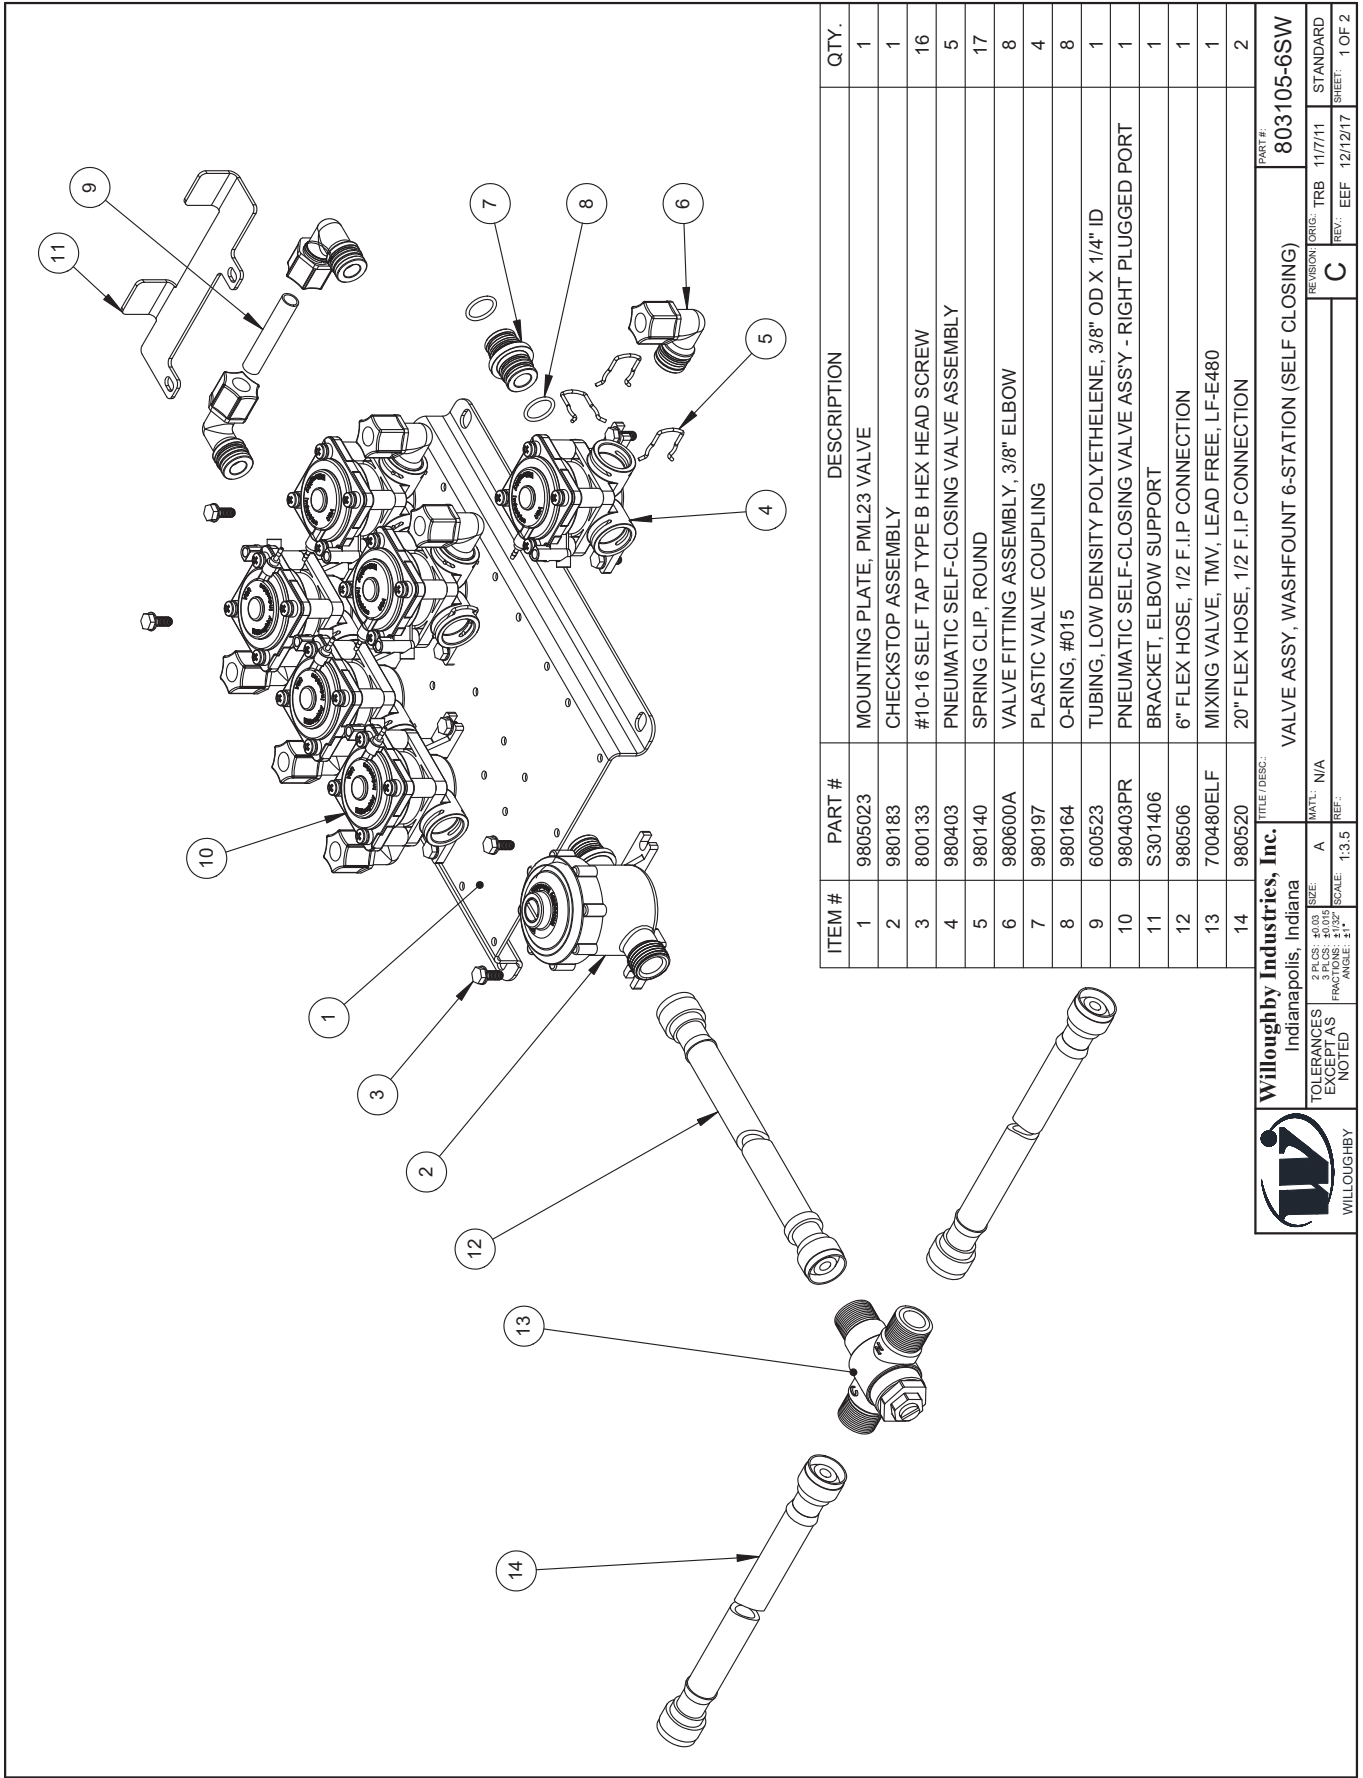 11
9
7
8
6
5
4
10
1
3
2
12
13
14
ITEM # PART # DESCRIPTION QTY.
1 985023 MOUNTING PLATE, PML23 VALVE 1
2 980183 CHECKSTOP ASSEMBLY 1
3 800133 #10-16 SELF TAP TYPE B HEX HEAD SCREW 16
4 980403 PNEUMATIC SELF-CLOSING VALVE ASSEMBLY 5
5 980140 SPRING CLIP, ROUND 17
6 980600A VALVE FITTING ASSEMBLY, 3/8" ELBOW 8
7 980197 PLASTIC VALVE COUPLING 4
8 980164 O-RING, #015 8
9 600523 TUBING, LOW DENSITY POLYETHELENE, 3/8" OD X 1/4" ID 1
10 980403PR PNEUMATIC SELF-CLOSING VALVE ASS'Y - RIGHT PLUGGED PORT 1
11 S301406 BRACKET, ELBOW SUPPORT 1
12 980506 6" FLEX HOSE, 1/2 F.I.P CONNECTION 1
13 700480ELF MIXING VALVE, TMV, LEAD FREE, LF-E480 1
14 980520 20" FLEX HOSE, 1/2 F.I.P CONNECTION 2
W
WILLOUGHBY
Willoughby Industries, Inc.
Indianapolis, Indiana
TOLERANCES
EXCEPT AS
NOTED
2 PLCS: ±0.03
3 PLCS: ±0.015
FRACTIONS: ±1/32"
ANGLE: ±1°
SIZE: A
SCALE: 1:3.5
TITLE / DESC.:
VALVE ASSY, WASHFOUNT 6-STATION (SELF CLOSING)
MAT'L: N/A
REF.:
PART #:
803105-6SW
REVISION:
C
ORIG.: TRB 11/7/11
REV.: EEF 12/12/17
STANDARD
SHEET: 1 OF 2